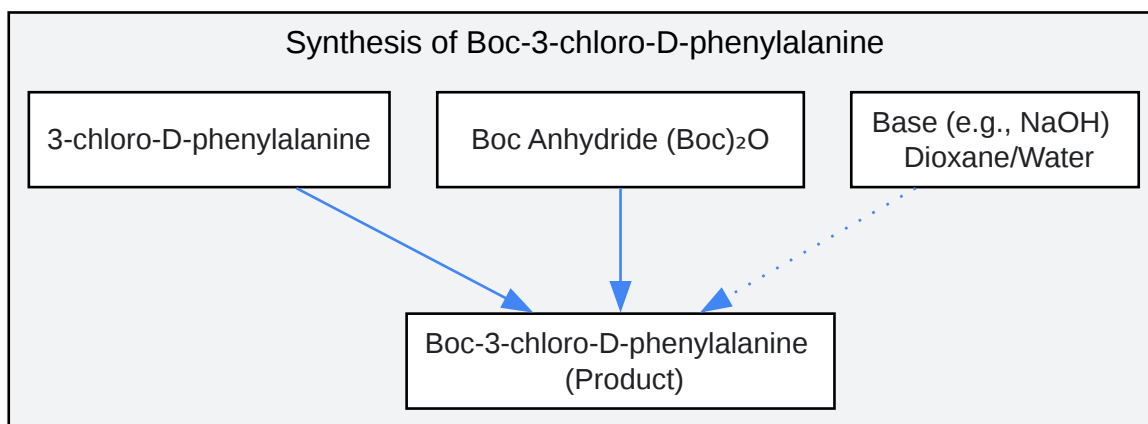 Synthesis of Boc-3-chloro-D-phenylalanine
3-chloro-D-phenylalanine
Boc Anhydride (Boc)₂O
Base (e.g., NaOH)
Dioxane/Water
Boc-3-chloro-D-phenylalanine
(Product)